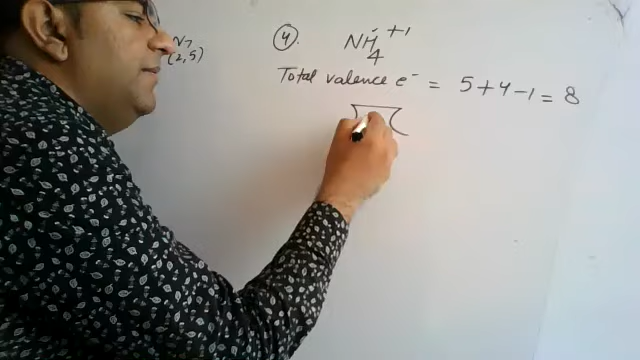 4. NH4+1
N7
(2,5)
Total valence e- = 5+4-1=8